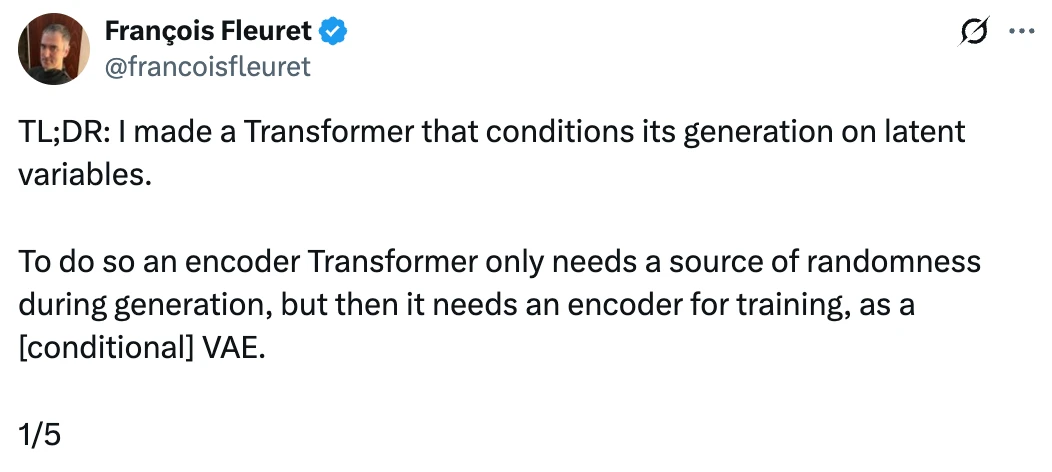 François Fleuret
@francoisfleuret
TL;DR: I made a Transformer that conditions its generation on latent
variables.
To do so an encoder Transformer only needs a source of randomness
during generation, but then it needs an encoder for training, as a
[conditional] VAE.
1/5